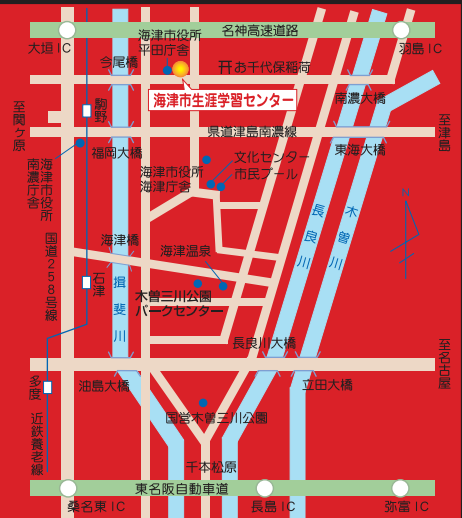 名神高速道路
大垣IC
海津市役所
平田庁舎
羽島IC
今尾橋
お千代保稲荷
海津市生涯学習センター
南濃大橋
至関ヶ原
駒野
県道津島南濃線
至津島
福岡大橋
東海大橋
文化センター
市民プール
海津市役所
海津庁舎
海津市役所
南濃庁舎
N
長良川
木曽川
国道258号線
海津橋
海津温泉
石津
揖斐川
木曽三川公園
パークセンター
長良川大橋
至名古屋
多度
油島大橋
立田大橋
近鉄養老線
国営木曽三川公園
千本松原
東名阪自動車道
桑名東IC
長島IC
弥富IC